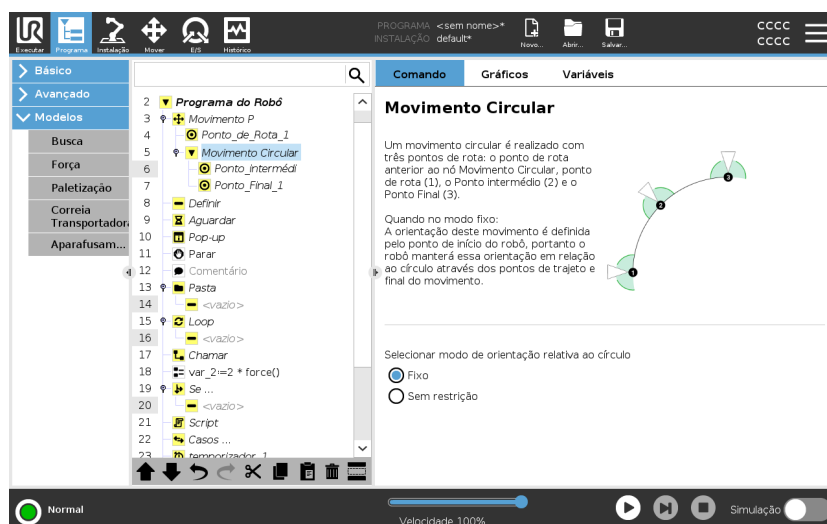 UR
Executar
Programa
Instalação
Mover
E/S
Histórico
PROGRAMA <sem nome>*
INSTALAÇÃO default*
Novo...
Abrir...
Salvar...
CCCC
CCCC
Básico
Avançado
Modelos
Busca
Força
Paletização
Correia
Transportadora
Aparafusam...
2 Programa do Robô
3 Movimento P
4 Ponto_de_Rota_1
5 Movimento Circular
6 Ponto_intermédi
7 Ponto_Final_1
8 Definir
9 Aguardar
10 Pop-up
11 Parar
12 Comentário
13 Pasta
14 <vazio>
15 Loop
16 <vazio>
17 Chamar
18 var_2:=2 * force()
19 Se ...
20 <vazio>
21 Script
22 Casos ...
23 temporizador_1
Comando
Gráficos
Variáveis
Movimento Circular
Um movimento circular é realizado com
três pontos de rota: o ponto de rota
anterior ao nó Movimento Circular, ponto
de rota (1), o Ponto intermédio (2) e o
Ponto Final (3).
Quando no modo fixo:
A orientação deste movimento é definida
pelo ponto de início do robô, portanto o
robô manterá essa orientação em relação
ao círculo através dos pontos de trajeto e
final do movimento.
3
2
1
Selecionar modo de orientação relativa ao círculo
Fixo
Sem restrição
Normal
Velocidade 100%
Simulação